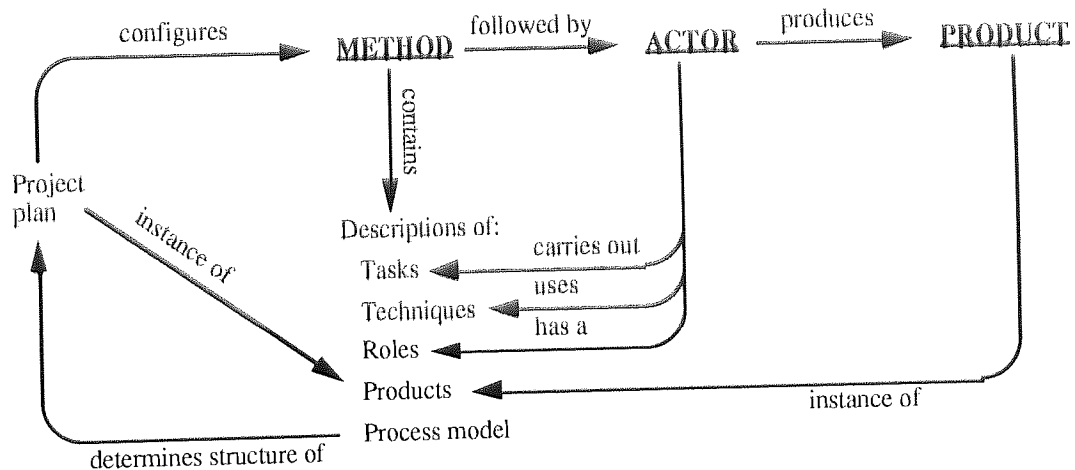 configures
METHOD
followed by
ACTOR
produces
PRODUCT
contains
Project
plan
instance of
Descriptions of:
Tasks
carries out
Techniques
uses
has a
Roles
Products
instance of
Process model
determines structure of